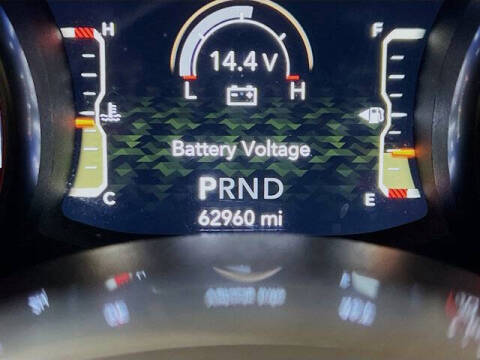 H
F
14.4 V
L
H
E
Battery Voltage
PRND
C
E
62960 mi